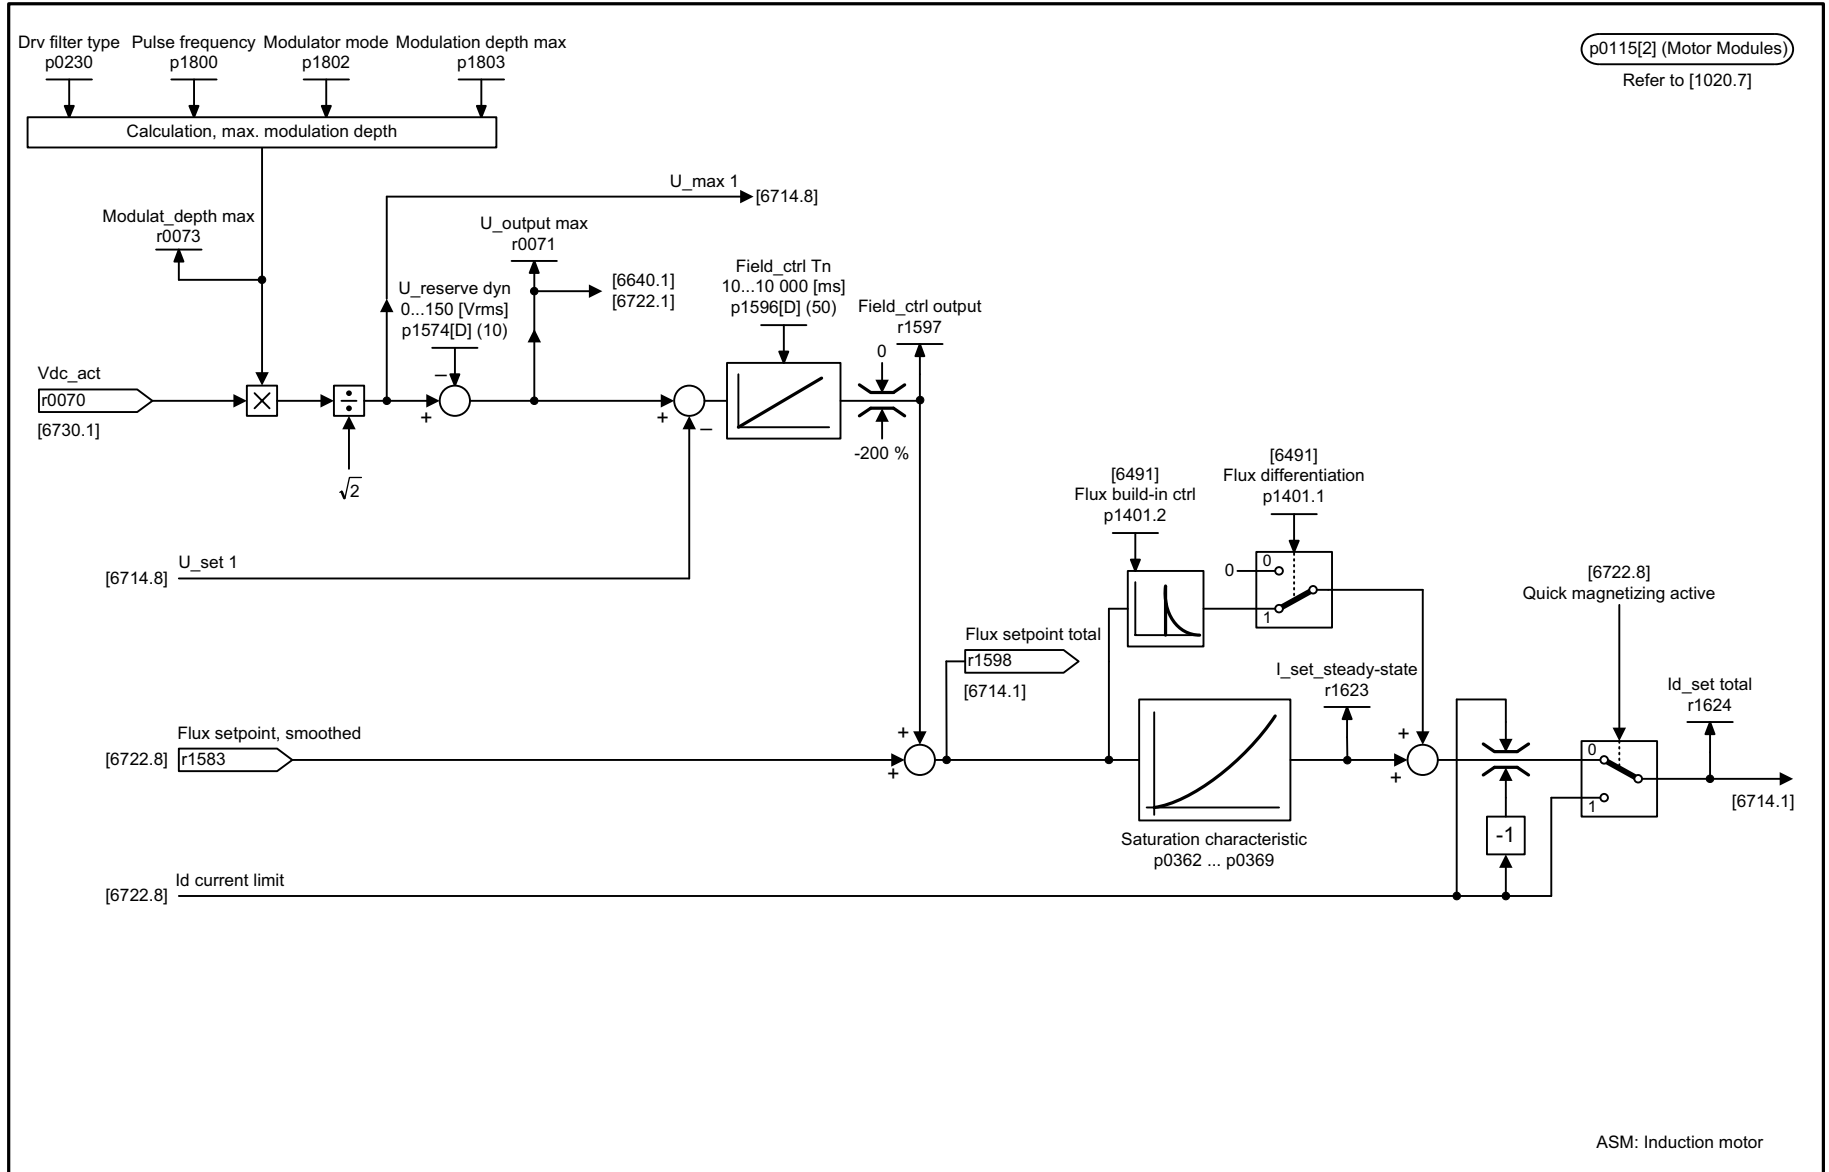 Drv filter type
p0230
Pulse frequency
p1800
Modulator mode
p1802
Modulation depth max
p1803
p0115[2] (Motor Modules)
Refer to [1020.7]
Calculation, max. modulation depth
U_max 1
[6714.8]
Modulat_depth max
r0073
U_output max
r0071
[6640.1]
[6722.1]
U_reserve dyn
0...150 [Vrms]
p1574[D] (10)
Field_ctrl Tn
10...10 000 [ms]
p1596[D] (50)
Field_ctrl output
r1597
0
-200 %
Vdc_act
r0070
[6730.1]
×
÷
√2
+
–
+
–
U_set 1
[6714.8]
[6491]
Flux build-in ctrl
p1401.2
[6491]
Flux differentiation
p1401.1
0
0
1
[6722.8]
Quick magnetizing active
Flux setpoint total
r1598
[6714.1]
I_set_steady-state
r1623
Id_set total
r1624
Flux setpoint, smoothed
[6722.8]
r1583
+
+
+
+
0
1
[6714.1]
-1
Saturation characteristic
p0362 ... p0369
Id current limit
[6722.8]
ASM: Induction motor